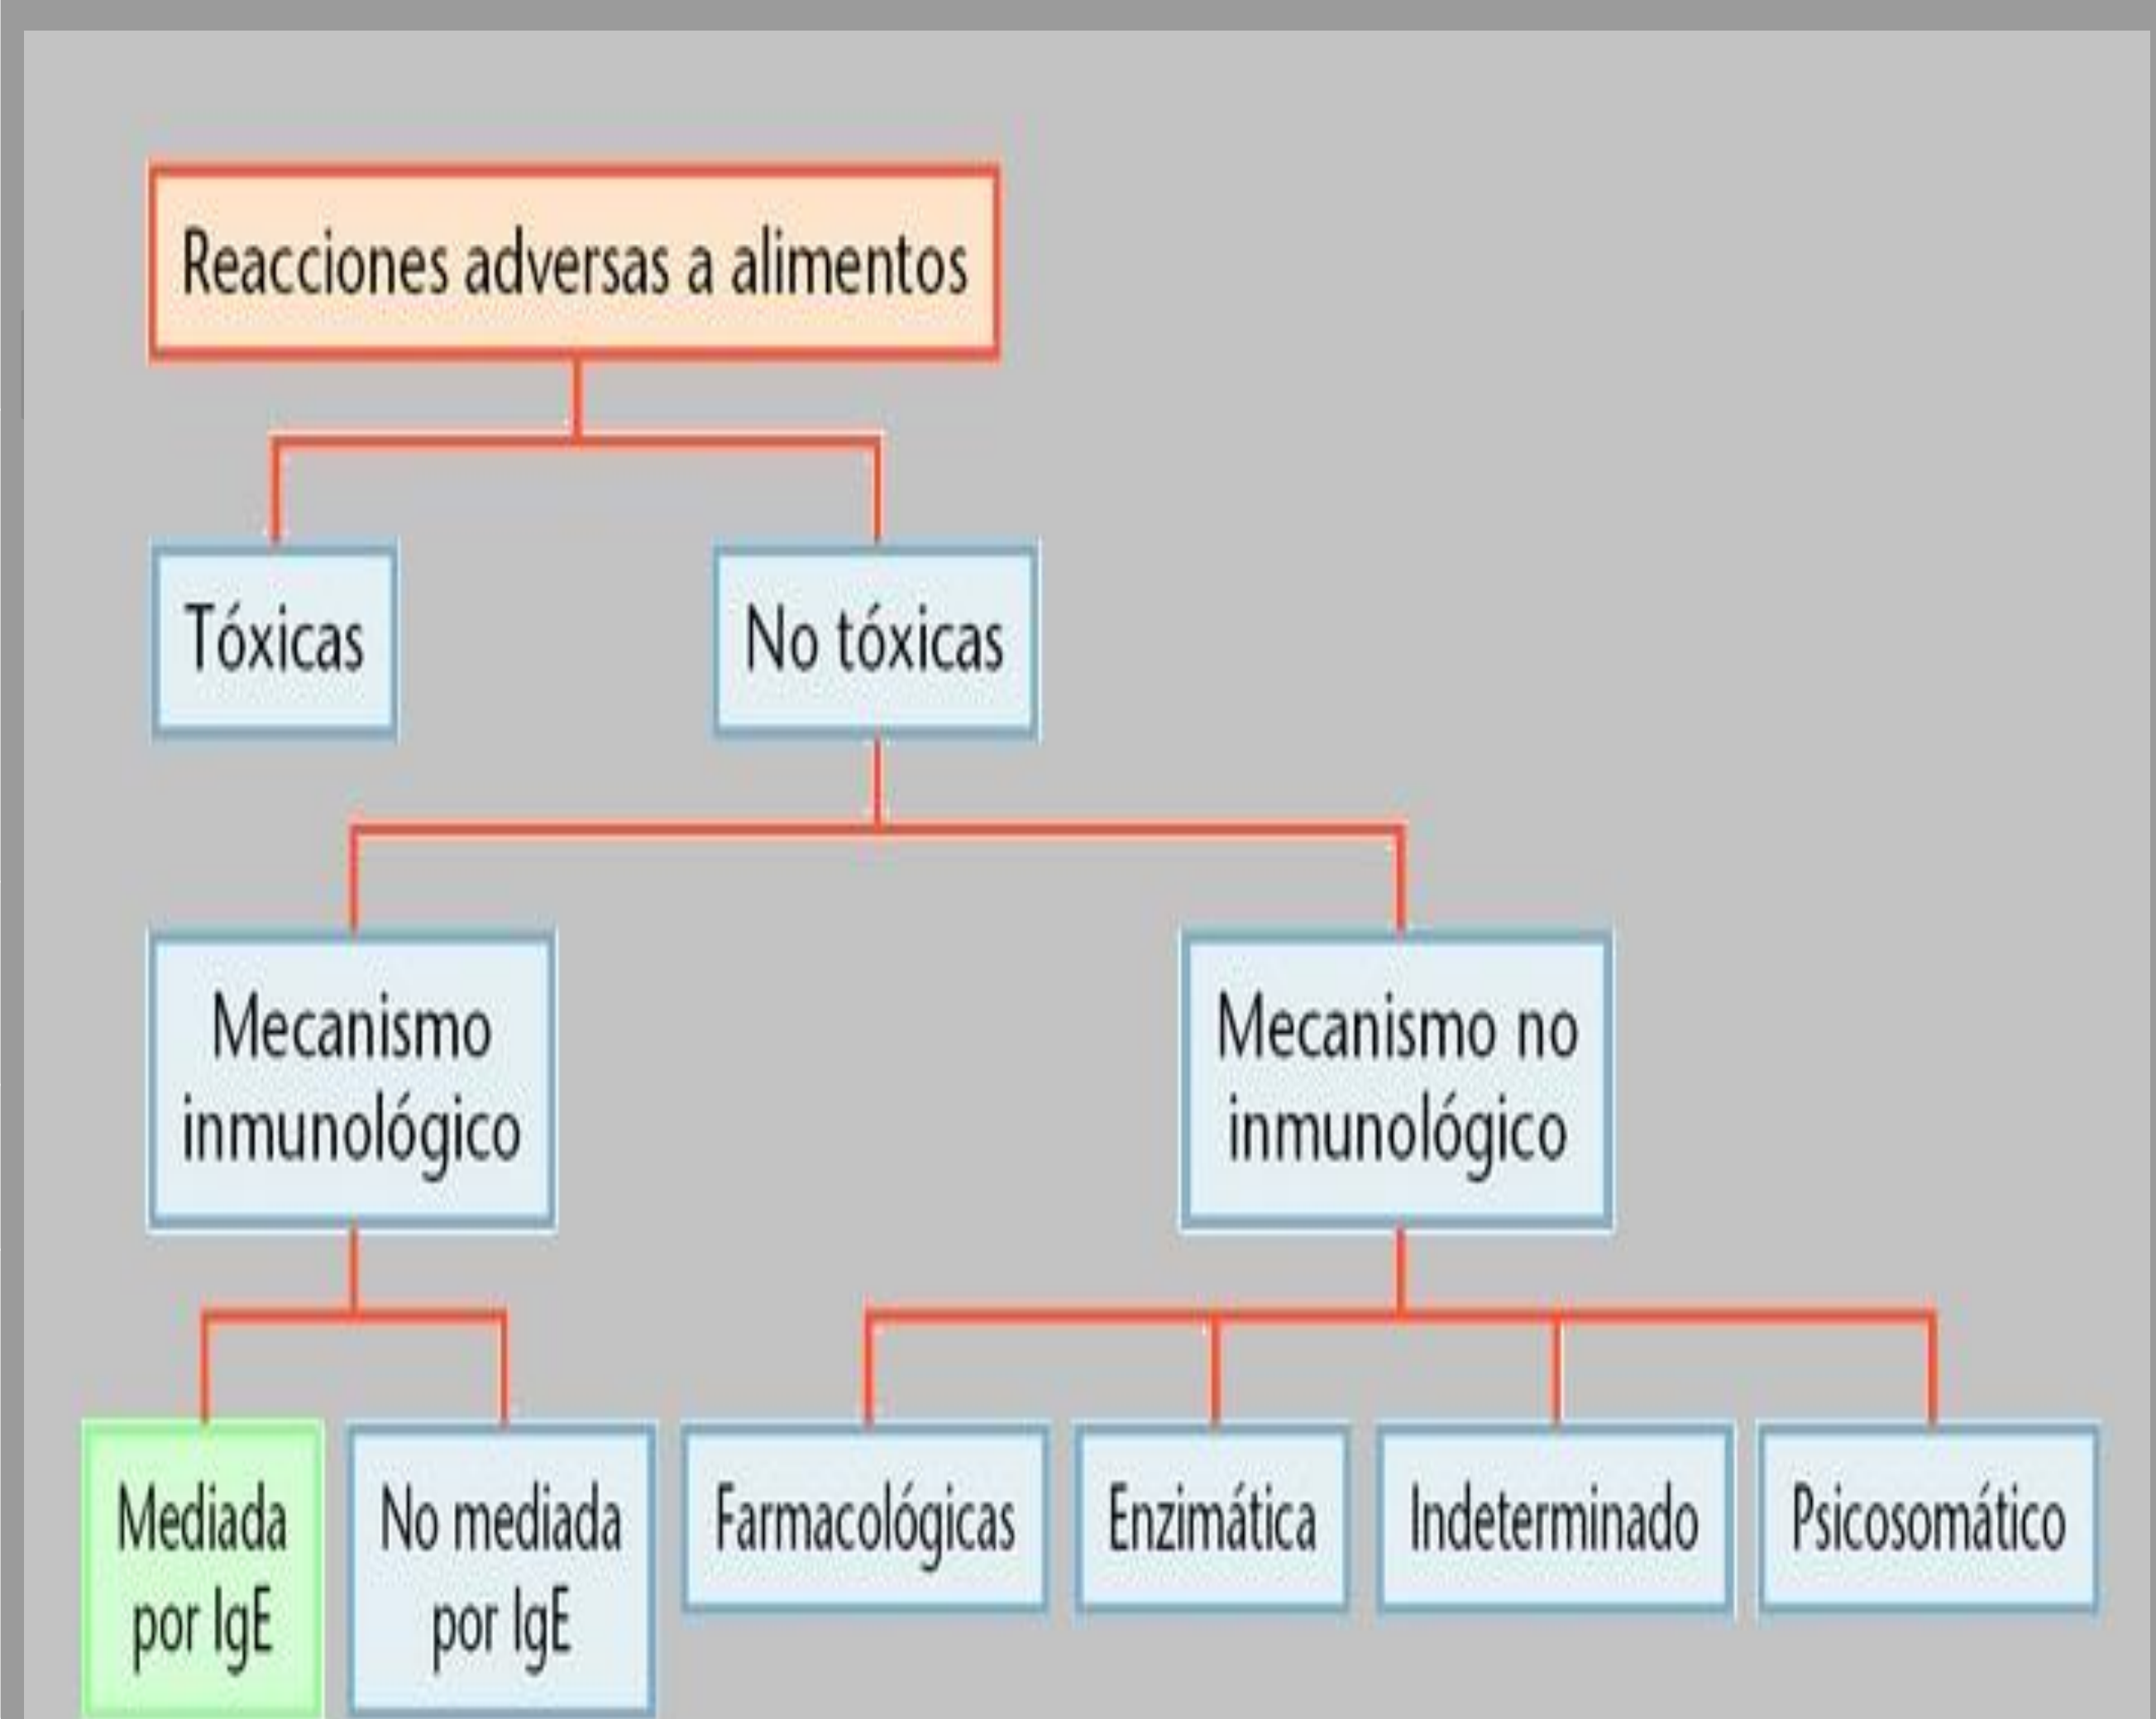 Reacciones adversas a alimentos
Tóxicas
No tóxicas
Mecanismo
inmunológico
Mecanismo no
inmunológico
Mediada
por IgE
No mediada
por IgE
Farmacológicas
Enzimática
Indeterminado
Psicosomático